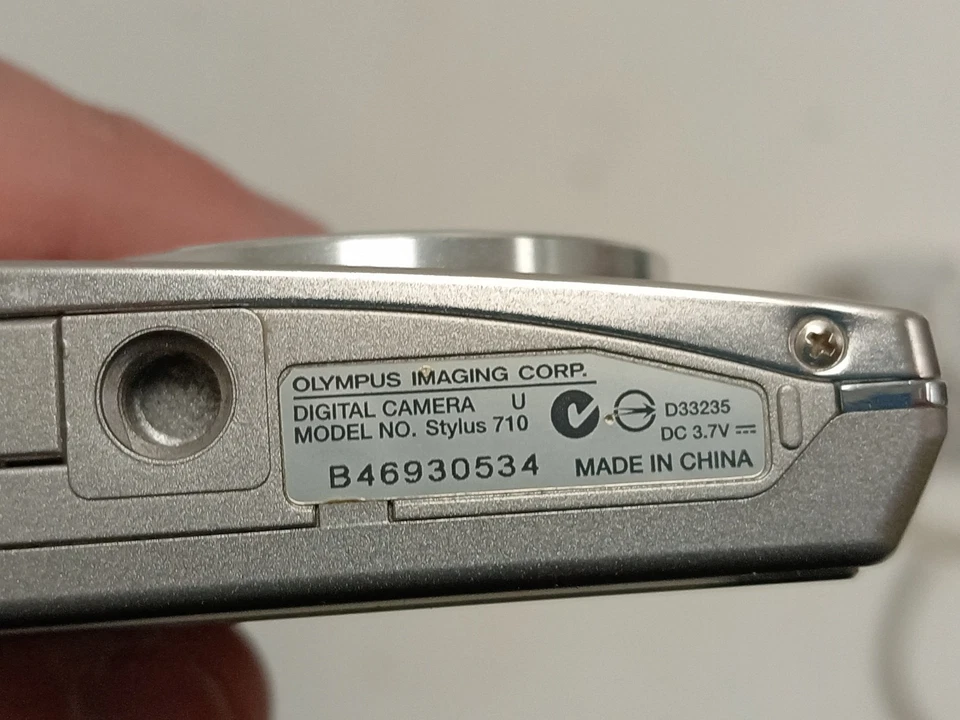 OLYMPUS IMAGING CORP.
DIGITAL CAMERA U
MODEL NO. Stylus 710
D33235
DC 3.7V
B46930534
MADE IN CHINA